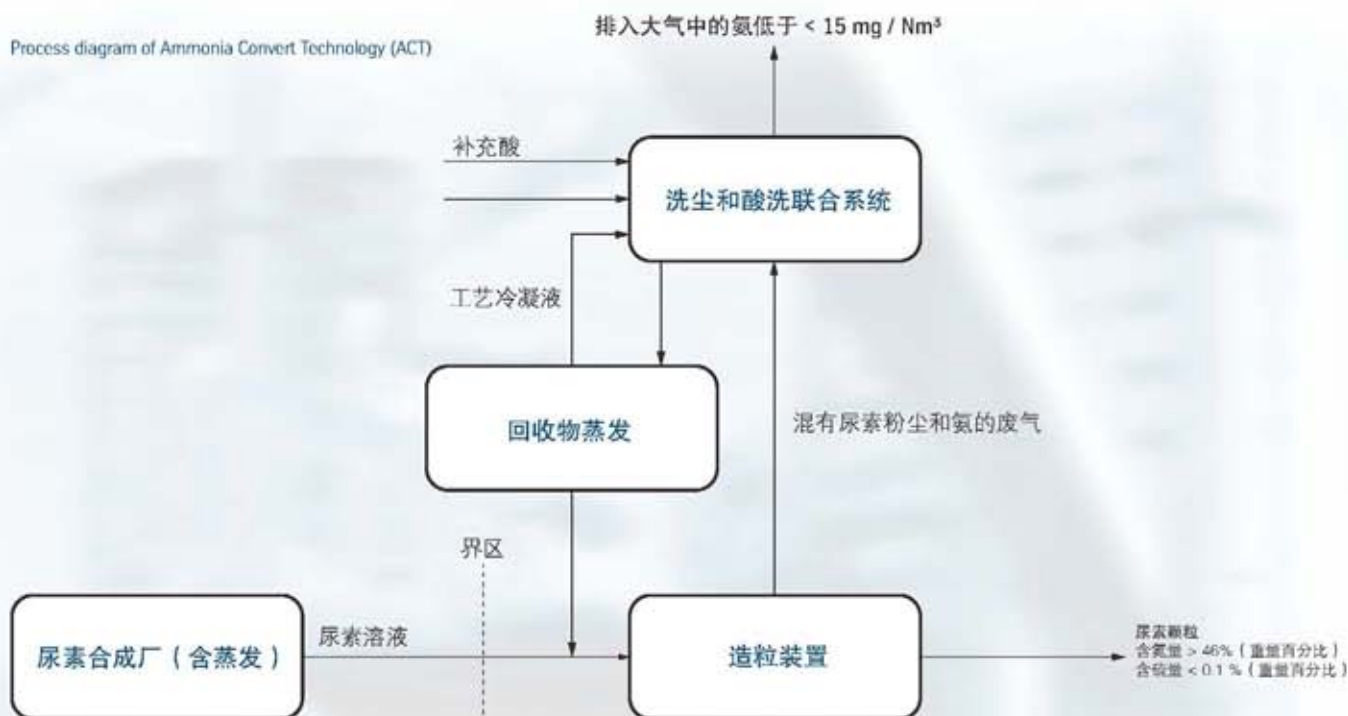 排入大气中的氨低于 < 15 mg / Nm³
Process diagram of Ammonia Convert Technology (ACT)
补充酸
洗尘和酸洗联合系统
工艺冷凝液
回收物蒸发
混有尿素粉尘和氨的废气
界区
尿素合成厂（含蒸发）
尿素溶液
造粒装置
尿素颗粒
含氮量 > 46%（重量百分比）
含硫量 < 0.1 %（重量百分比）